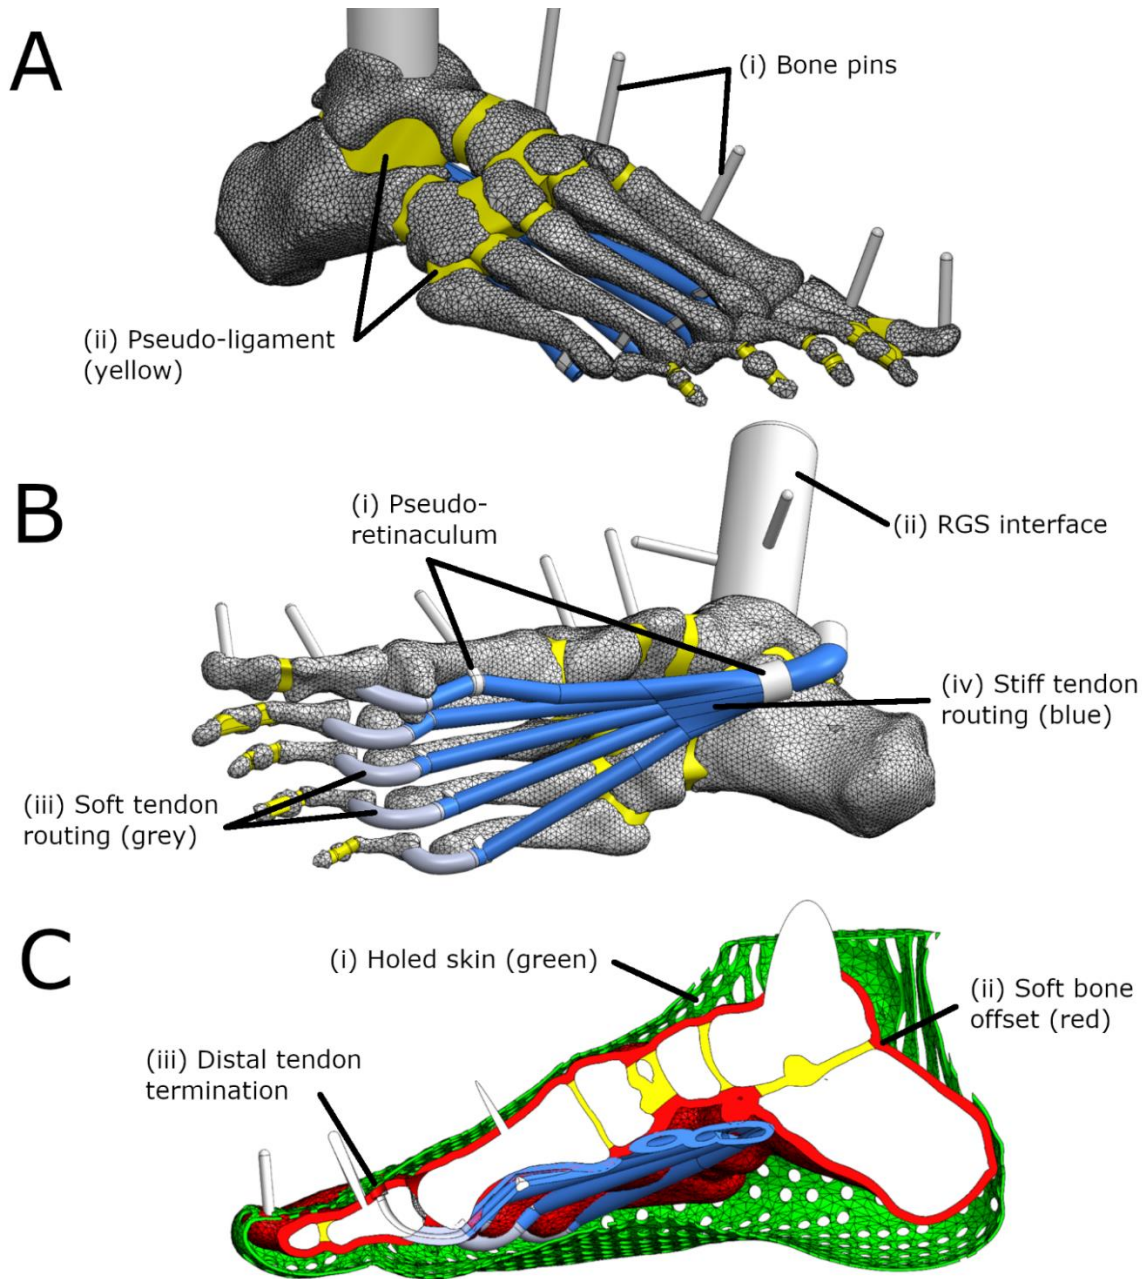 A
(i) Bone pins
(ii) Pseudo-ligament
(yellow)
B
(i) Pseudo-
retinaculum
(ii) RGS interface
(iv) Stiff tendon
routing (blue)
(iii) Soft tendon
routing (grey)
C
(i) Holed skin (green)
(ii) Soft bone
offset (red)
(iii) Distal tendon
termination